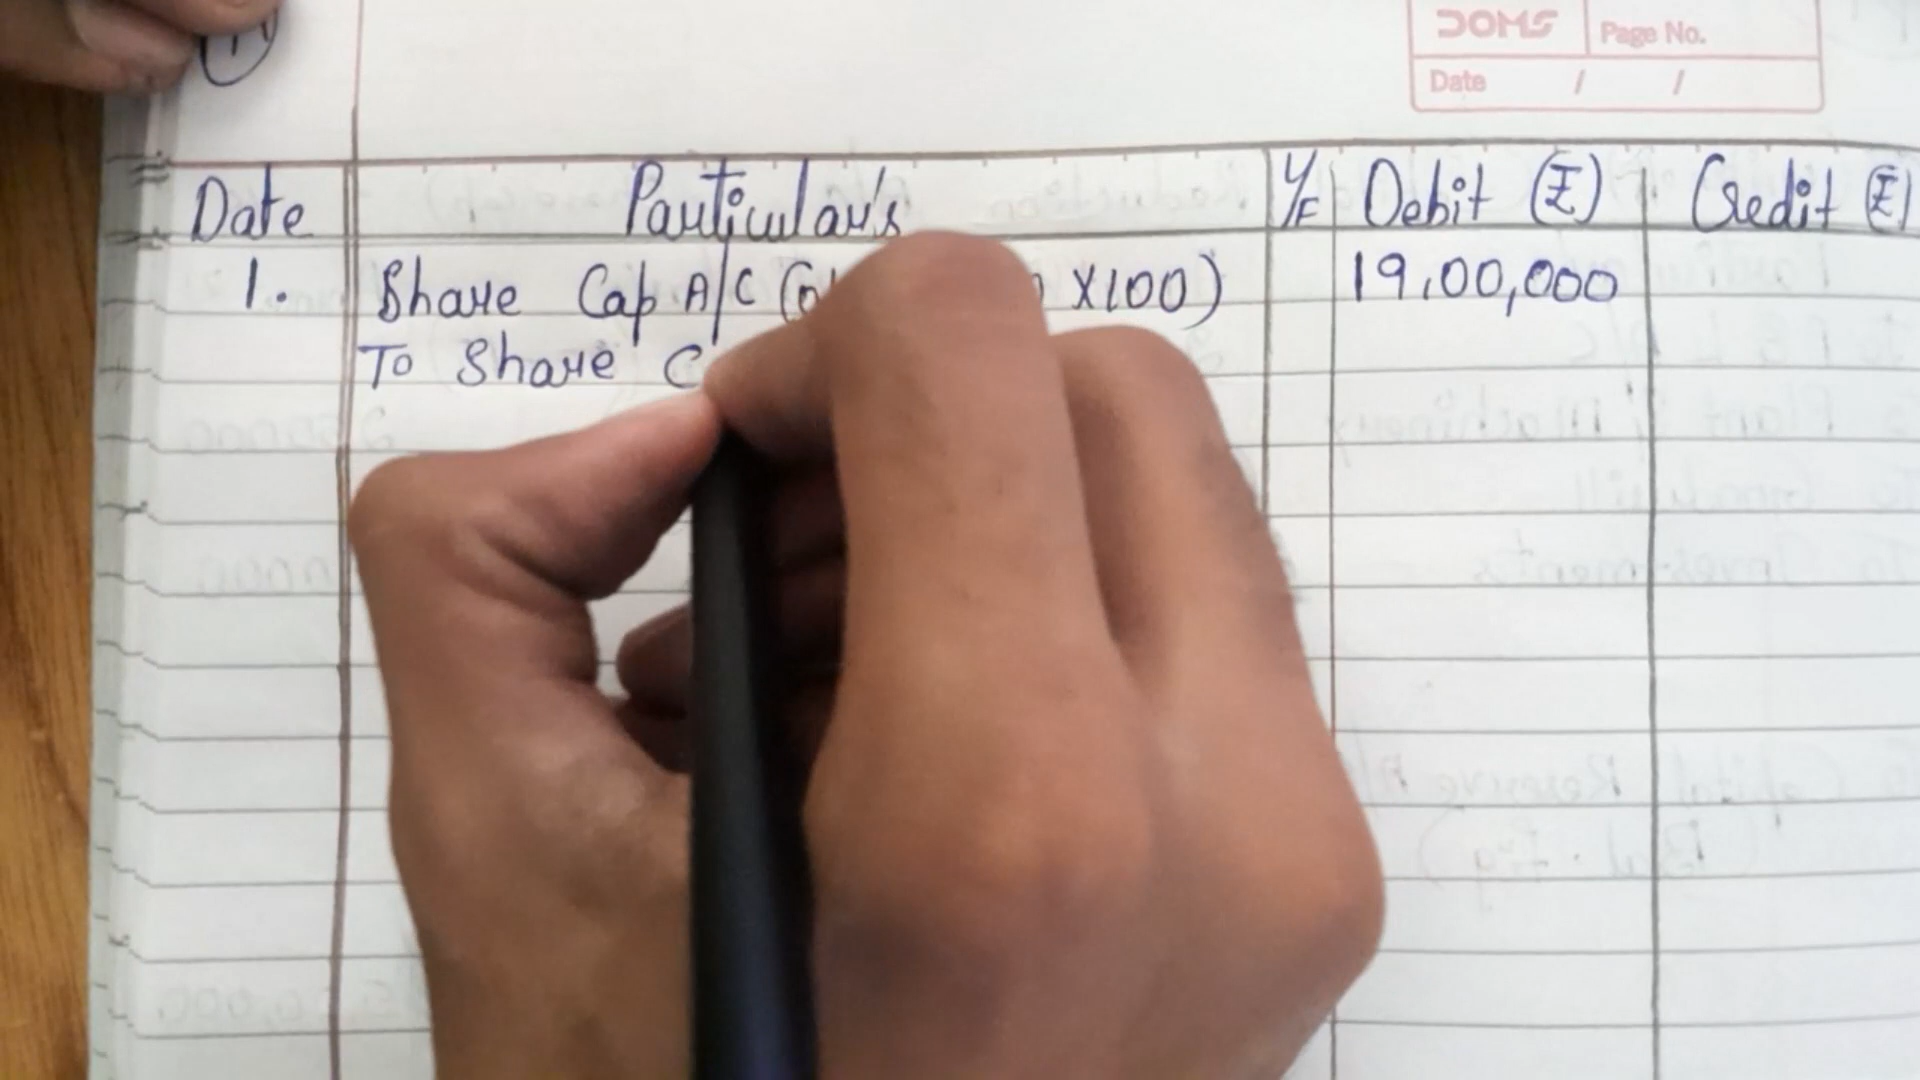 DOMS Page No.
Date / /
Date Particulars L/F Debit (₹) Credit (₹)
1. Share Cap A/C ( X100) 19,00,000
To Share C